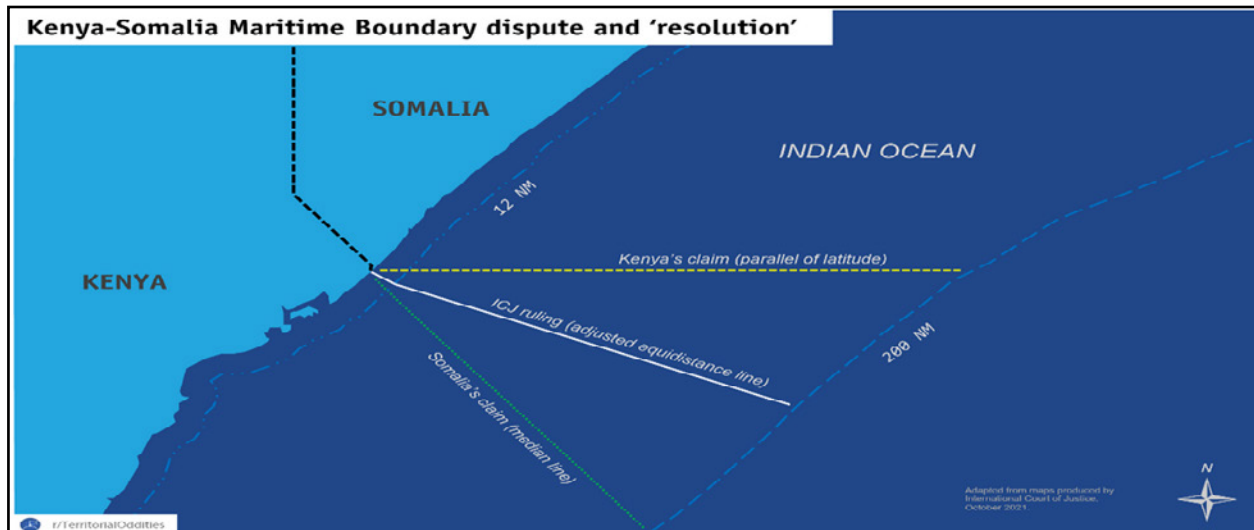 Kenya-Somalia Maritime Boundary dispute and 'resolution'
SOMALIA
INDIAN OCEAN
12 NM
Kenya's claim (parallel of latitude)
KENYA
ICJ ruling (adjusted equidistance line)
200 NM
Somalia's claim (median line)
N
Adapted from maps produced by
International Court of Justice,
October 2021
r/TerritorialOddities